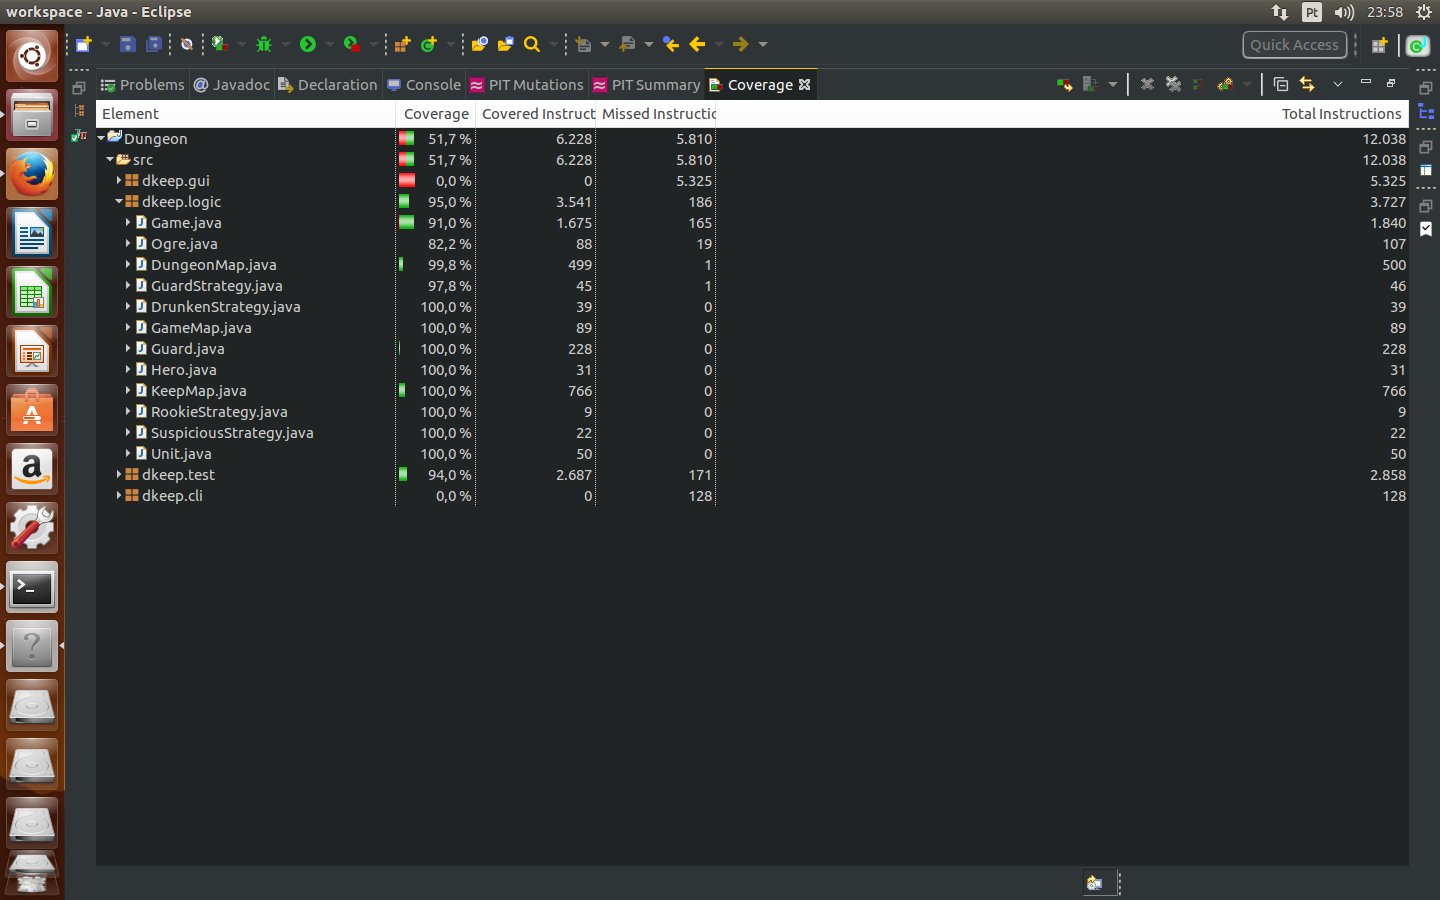 workspace - Java - Eclipse
Pt
23:58
Quick Access
Problems @ Javadoc Declaration Console PIT Mutations PIT Summary Coverage
Element Coverage Covered Instruct Missed Instructio Total Instructions
Dungeon 51,7 % 6.228 5.810 12.038
src 51,7 % 6.228 5.810 12.038
dkeep.gui 0,0 % 0 5.325 5.325
dkeep.logic 95,0 % 3.541 186 3.727
Game.java 91,0 % 1.675 165 1.840
Ogre.java 82,2 % 88 19 107
DungeonMap.java 99,8 % 499 1 500
GuardStrategy.java 97,8 % 45 1 46
DrunkenStrategy.java 100,0 % 39 0 39
GameMap.java 100,0 % 89 0 89
Guard.java 100,0 % 228 0 228
Hero.java 100,0 % 31 0 31
KeepMap.java 100,0 % 766 0 766
RookieStrategy.java 100,0 % 9 0 9
SuspiciousStrategy.java 100,0 % 22 0 22
Unit.java 100,0 % 50 0 50
dkeep.test 94,0 % 2.687 171 2.858
dkeep.cli 0,0 % 0 128 128